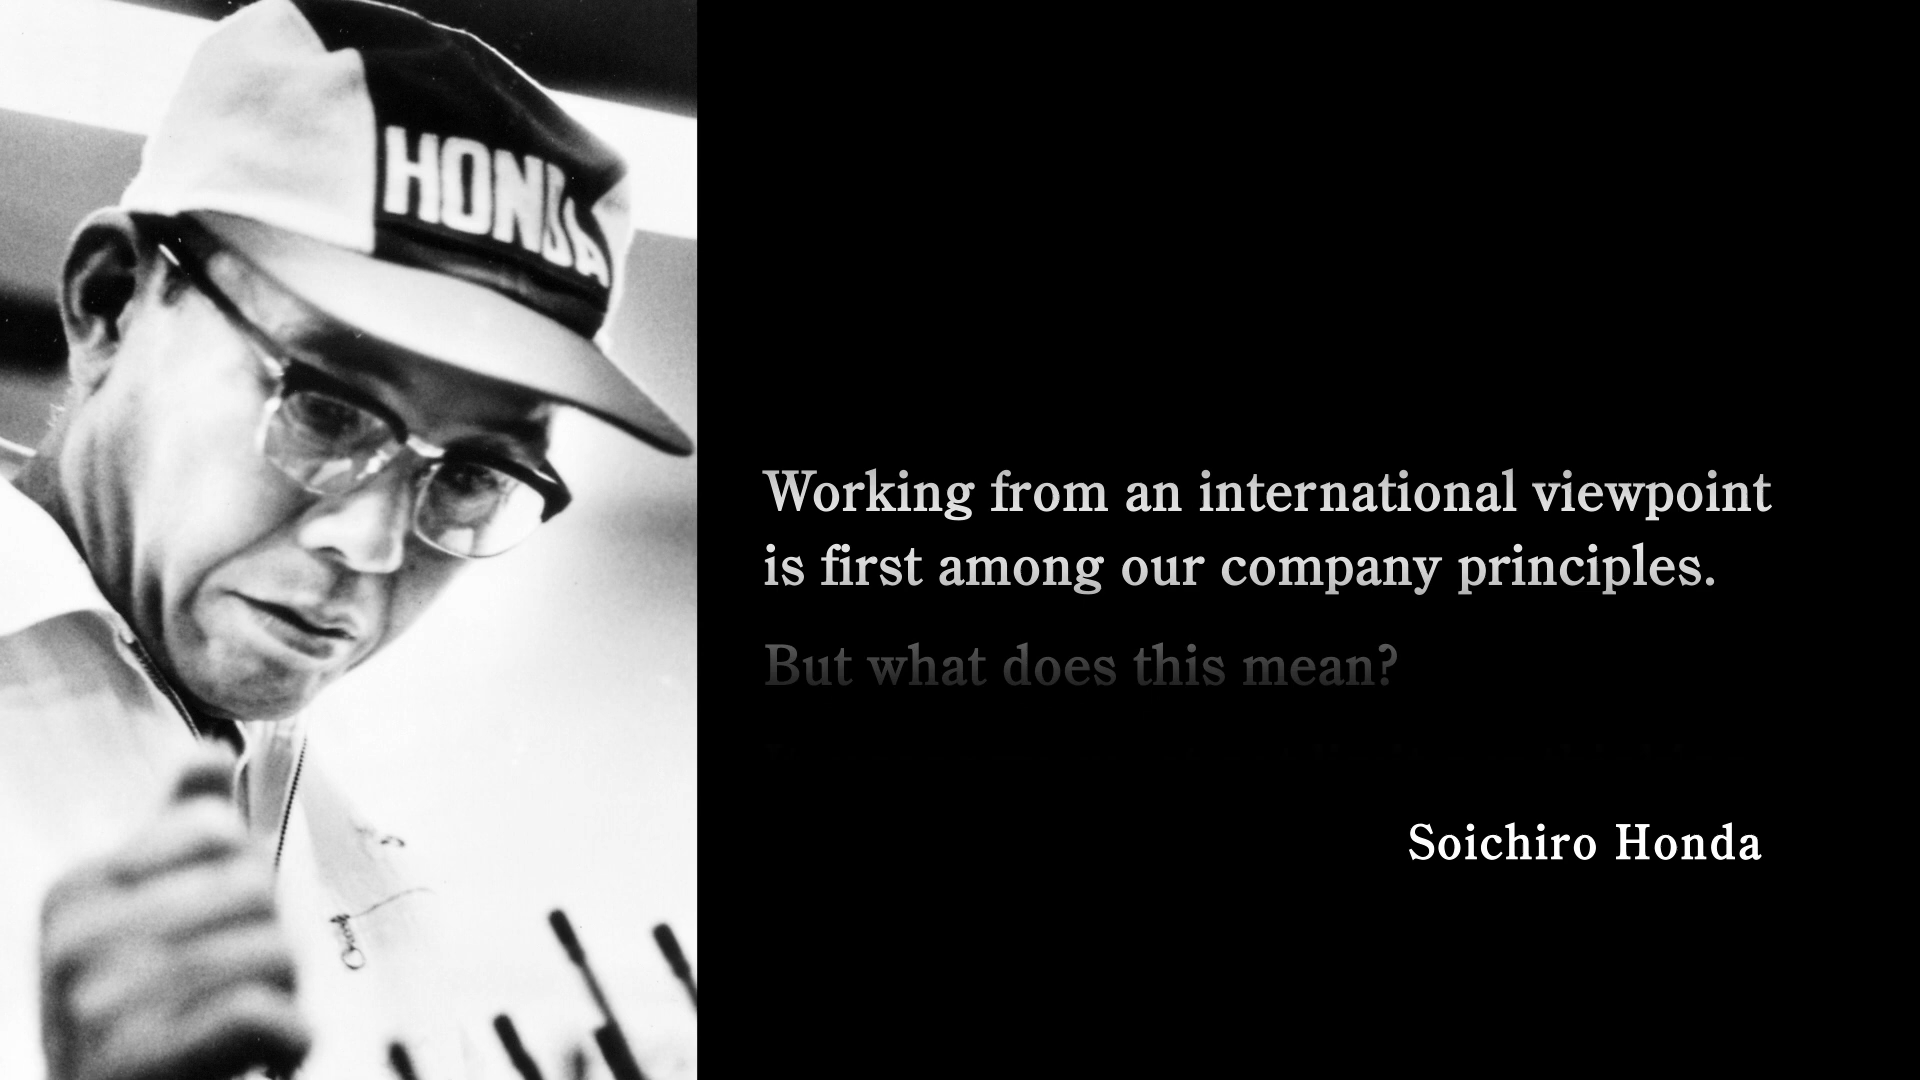 HONDA
Working from an international viewpoint
is first among our company principles.
But what does this mean?
Soichiro Honda